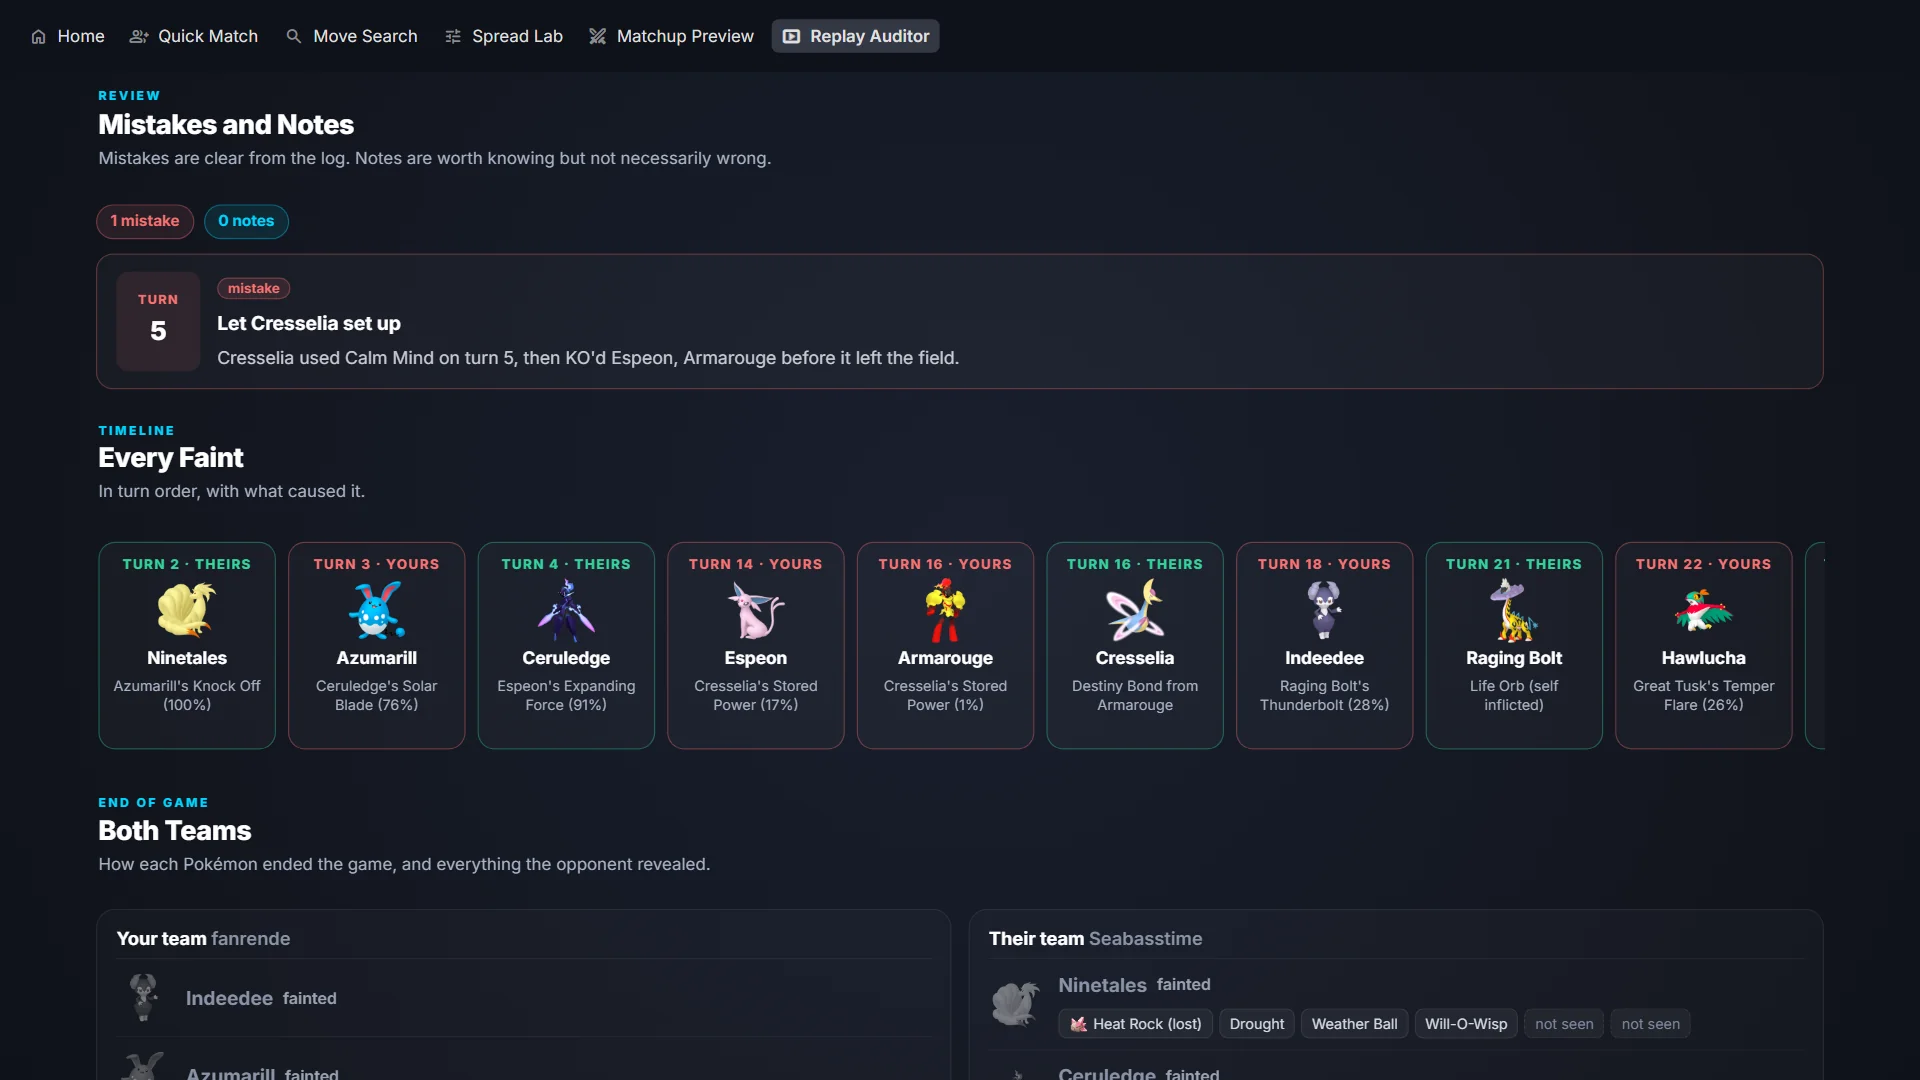 Home
Quick Match
Move Search
Spread Lab
Matchup Preview
Replay Auditor
REVIEW
Mistakes and Notes
Mistakes are clear from the log. Notes are worth knowing but not necessarily wrong.
1 mistake
0 notes
TURN
5
mistake
Let Cresselia set up
Cresselia used Calm Mind on turn 5, then KO'd Espeon, Armarouge before it left the field.
TIMELINE
Every Faint
In turn order, with what caused it.
TURN 2 · THEIRS
Ninetales
Azumarill's Knock Off
(100%)
TURN 3 · YOURS
Azumarill
Ceruledge's Solar
Blade (76%)
TURN 4 · THEIRS
Ceruledge
Espeon's Expanding
Force (91%)
TURN 14 · YOURS
Espeon
Cresselia's Stored
Power (17%)
TURN 16 · YOURS
Armarouge
Cresselia's Stored
Power (1%)
TURN 16 · THEIRS
Cresselia
Destiny Bond from
Armarouge
TURN 18 · YOURS
Indeedee
Raging Bolt's
Thunderbolt (28%)
TURN 21 · THEIRS
Raging Bolt
Life Orb (self
inflicted)
TURN 22 · YOURS
Hawlucha
Great Tusk's Temper
Flare (26%)
END OF GAME
Both Teams
How each Pokémon ended the game, and everything the opponent revealed.
Your team fanrende
Indeedee fainted
Azumarill fainted
Their team Seabasstime
Ninetales fainted
Heat Rock (lost)
Drought
Weather Ball
Will-O-Wisp
not seen
not seen
Ceruledge fainted